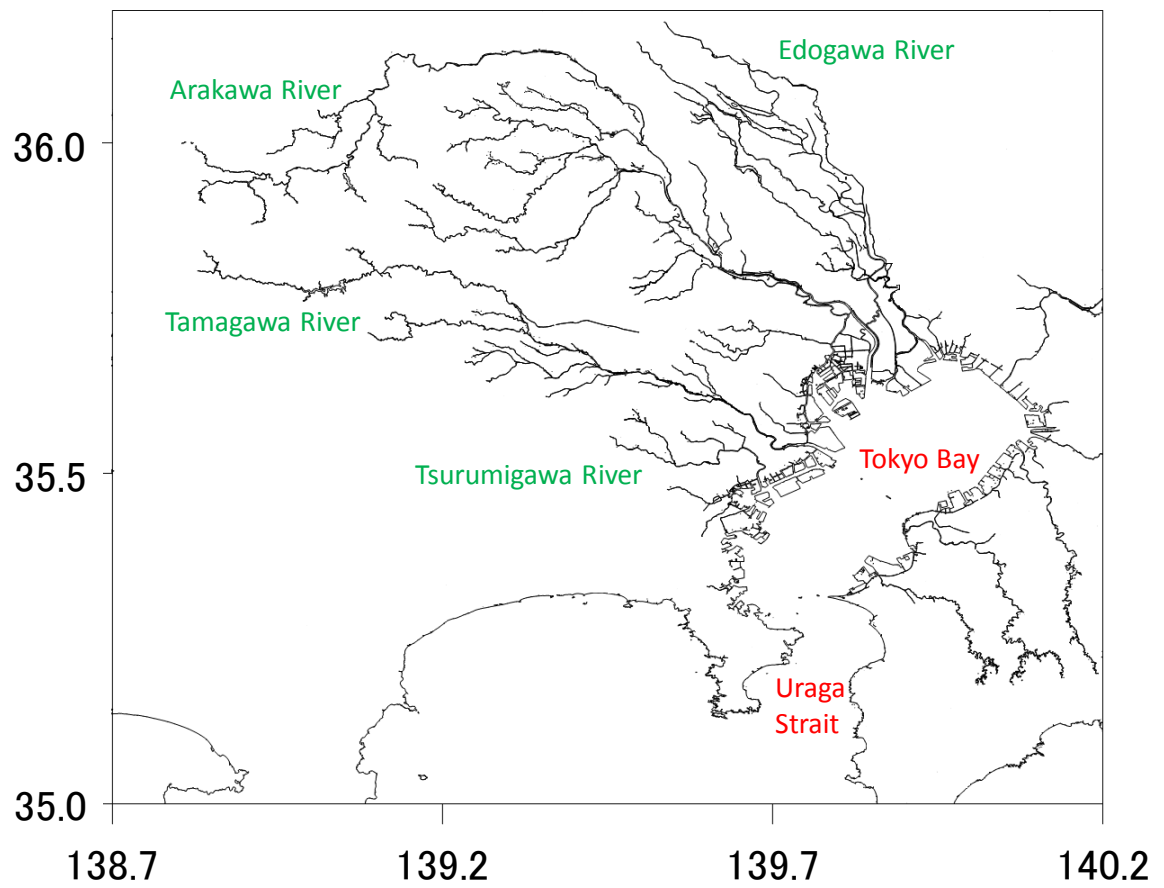 Edogawa River
Arakawa River
36.0
Tamagawa River
Tokyo Bay
35.5
Tsurumigawa River
Uraga
Strait
35.0
138.7
139.2
139.7
140.2